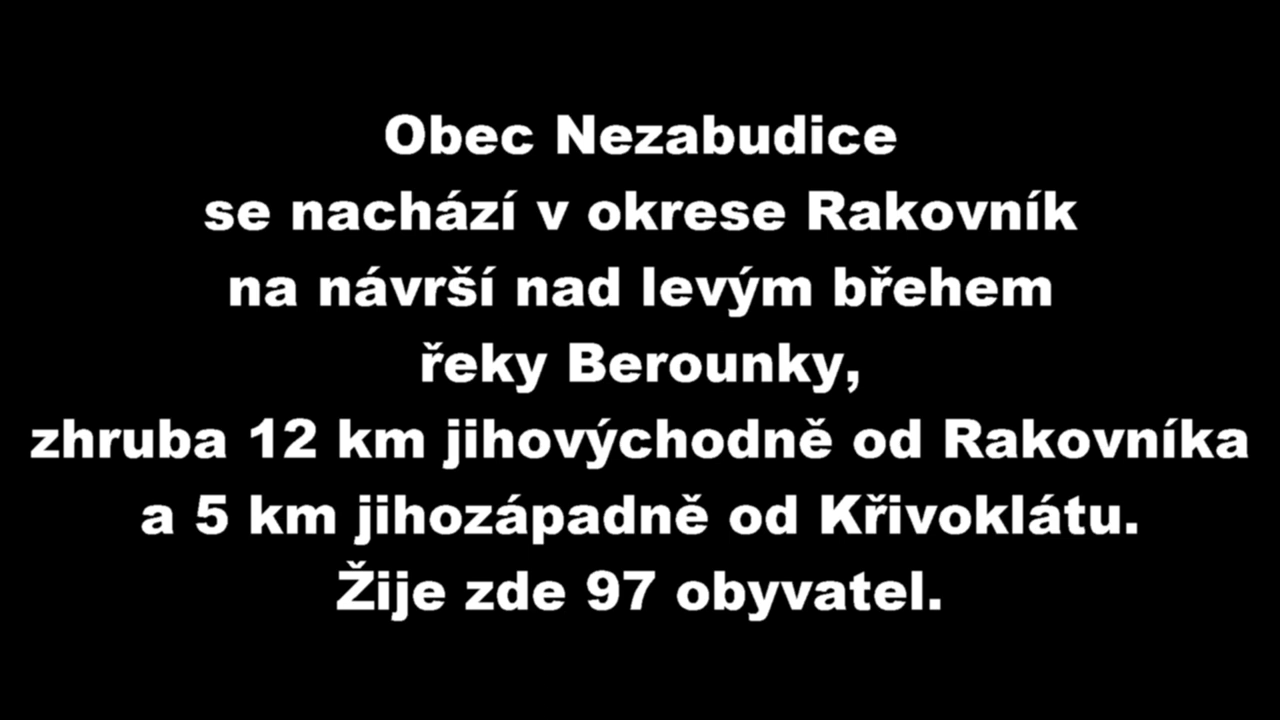 Obec Nezabudice
se nachází v okrese Rakovník
na návrší nad levým břehem
řeky Berounky,
zhruba 12 km jihovýchodně od Rakovníka
a 5 km jihozápadně od Křivoklátu.
Žije zde 97 obyvatel.